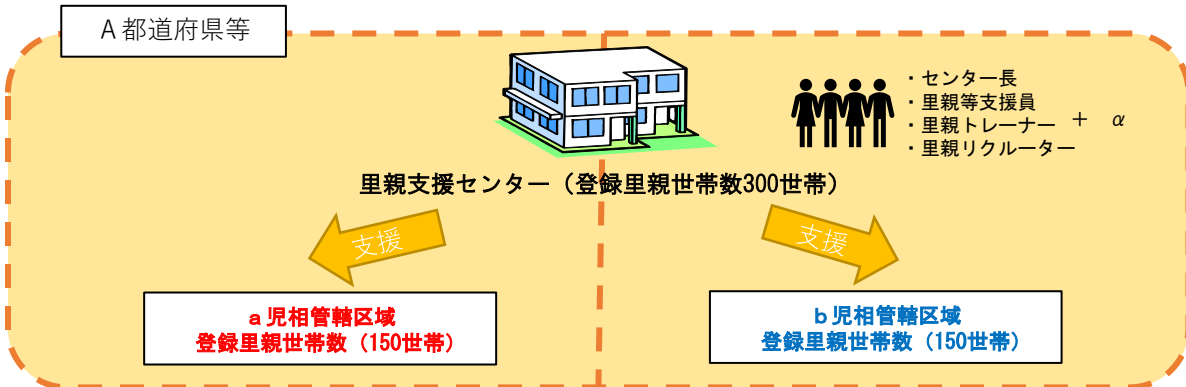 A都道府県等
・センター長
・里親等支援員
・里親トレーナー ＋ α
・里親リクルーター
里親支援センター（登録里親世帯数300世帯）
支援
支援
a児相管轄区域
登録里親世帯数（150世帯）
b児相管轄区域
登録里親世帯数（150世帯）